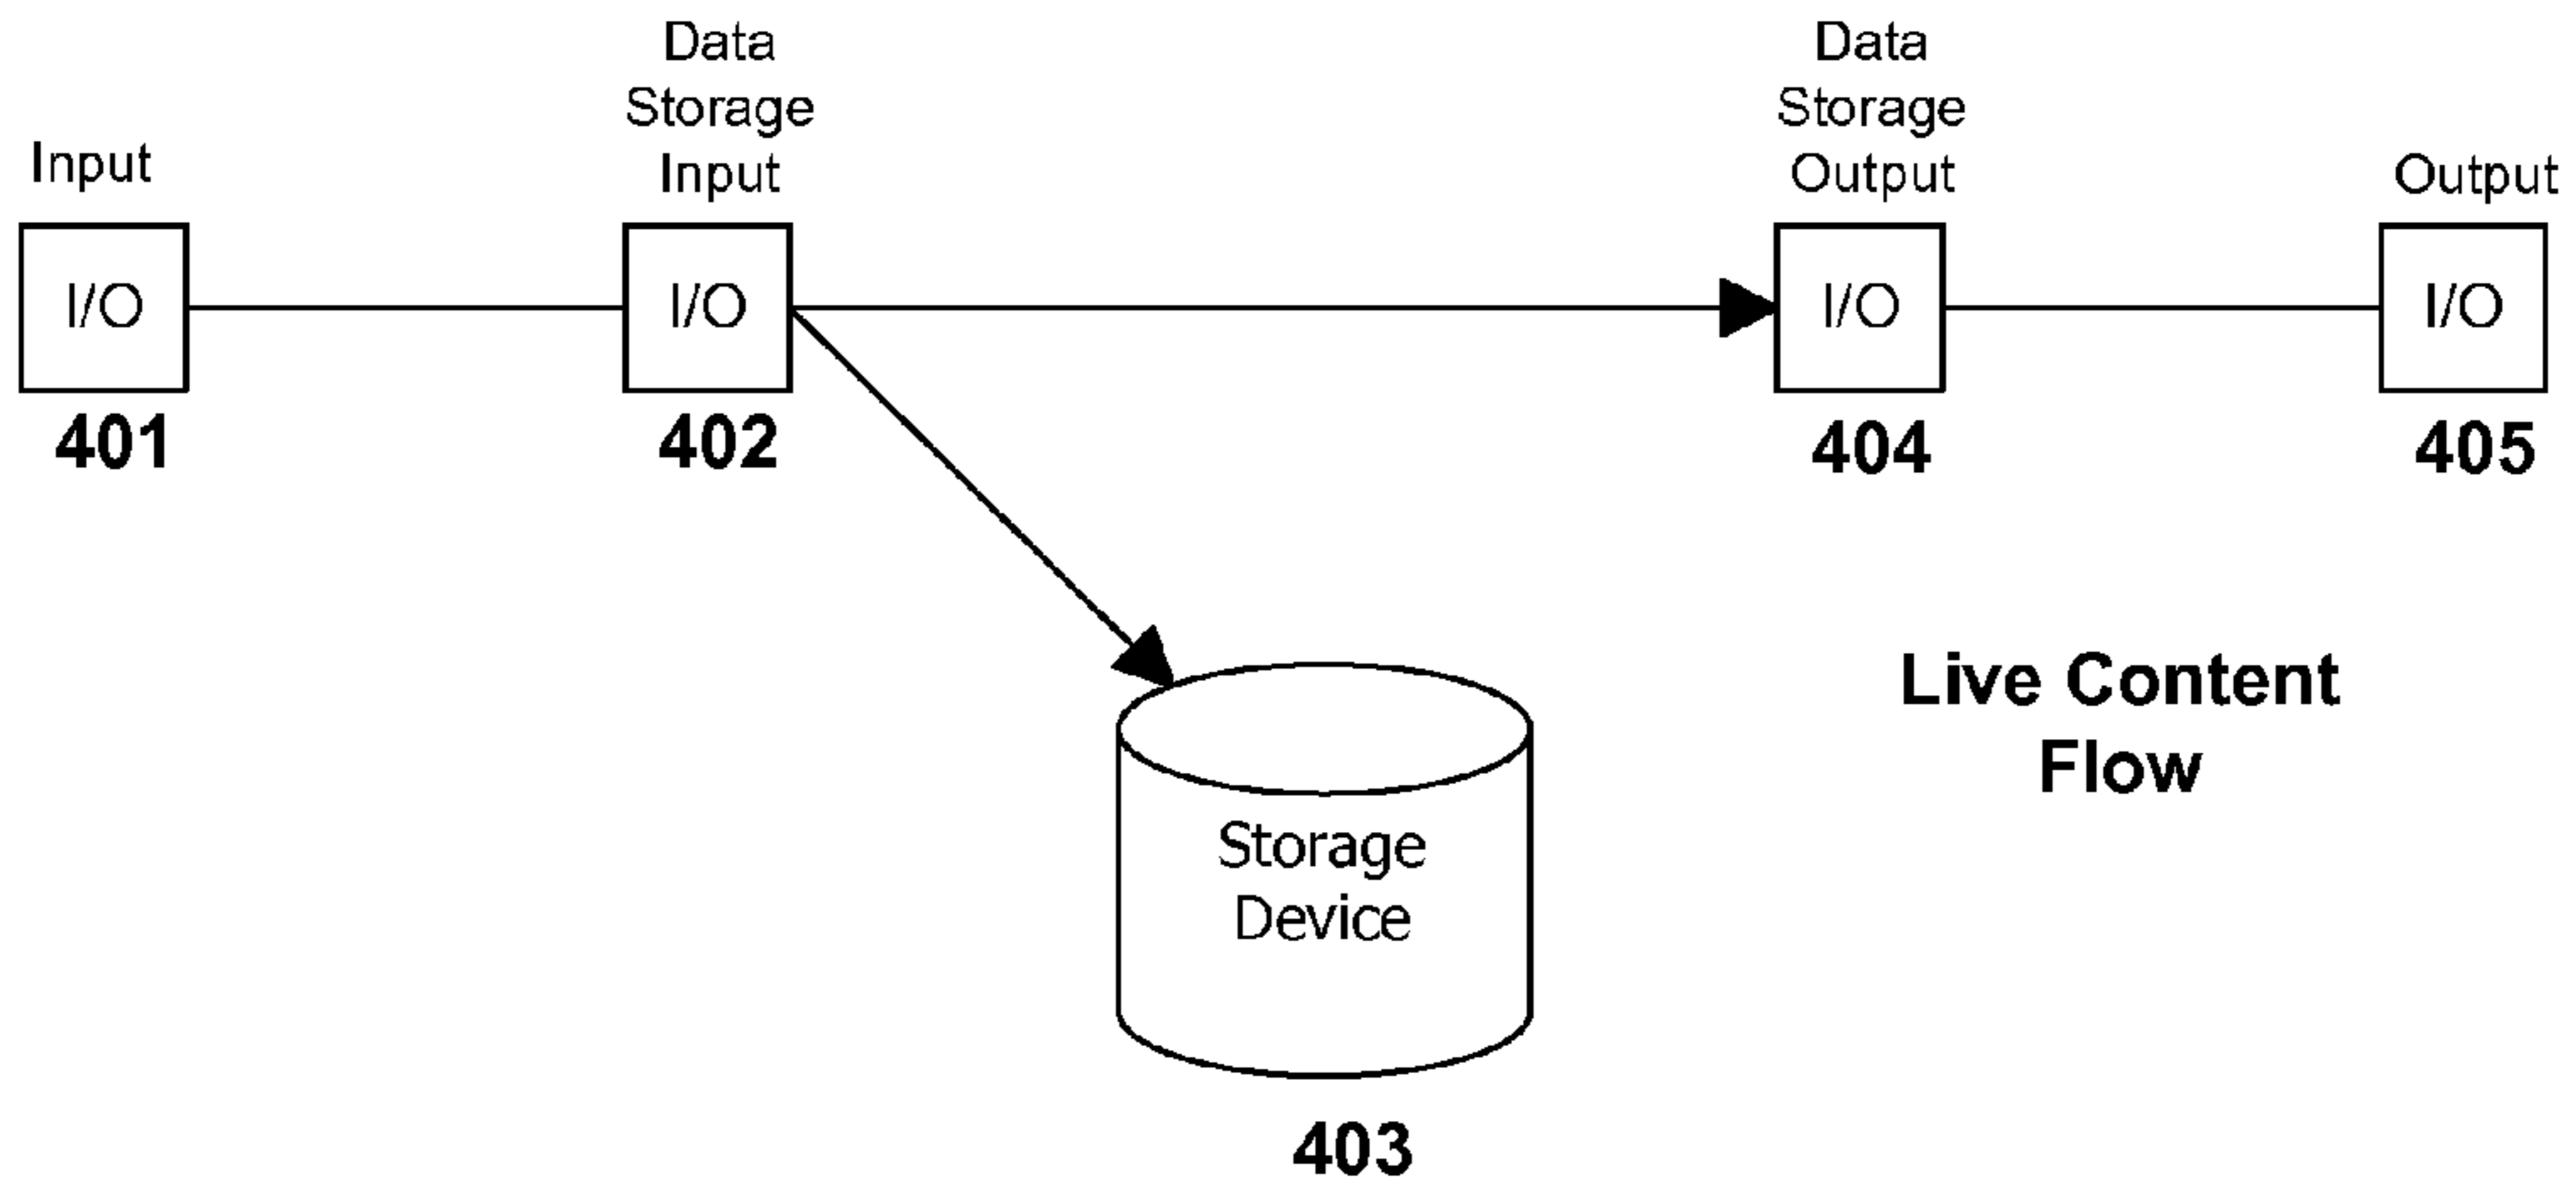 Input
Data
Storage
Input
Data
Storage
Output
Output
I/O
I/O
I/O
I/O
401
402
404
405
Live Content
Flow
Storage
Device
403